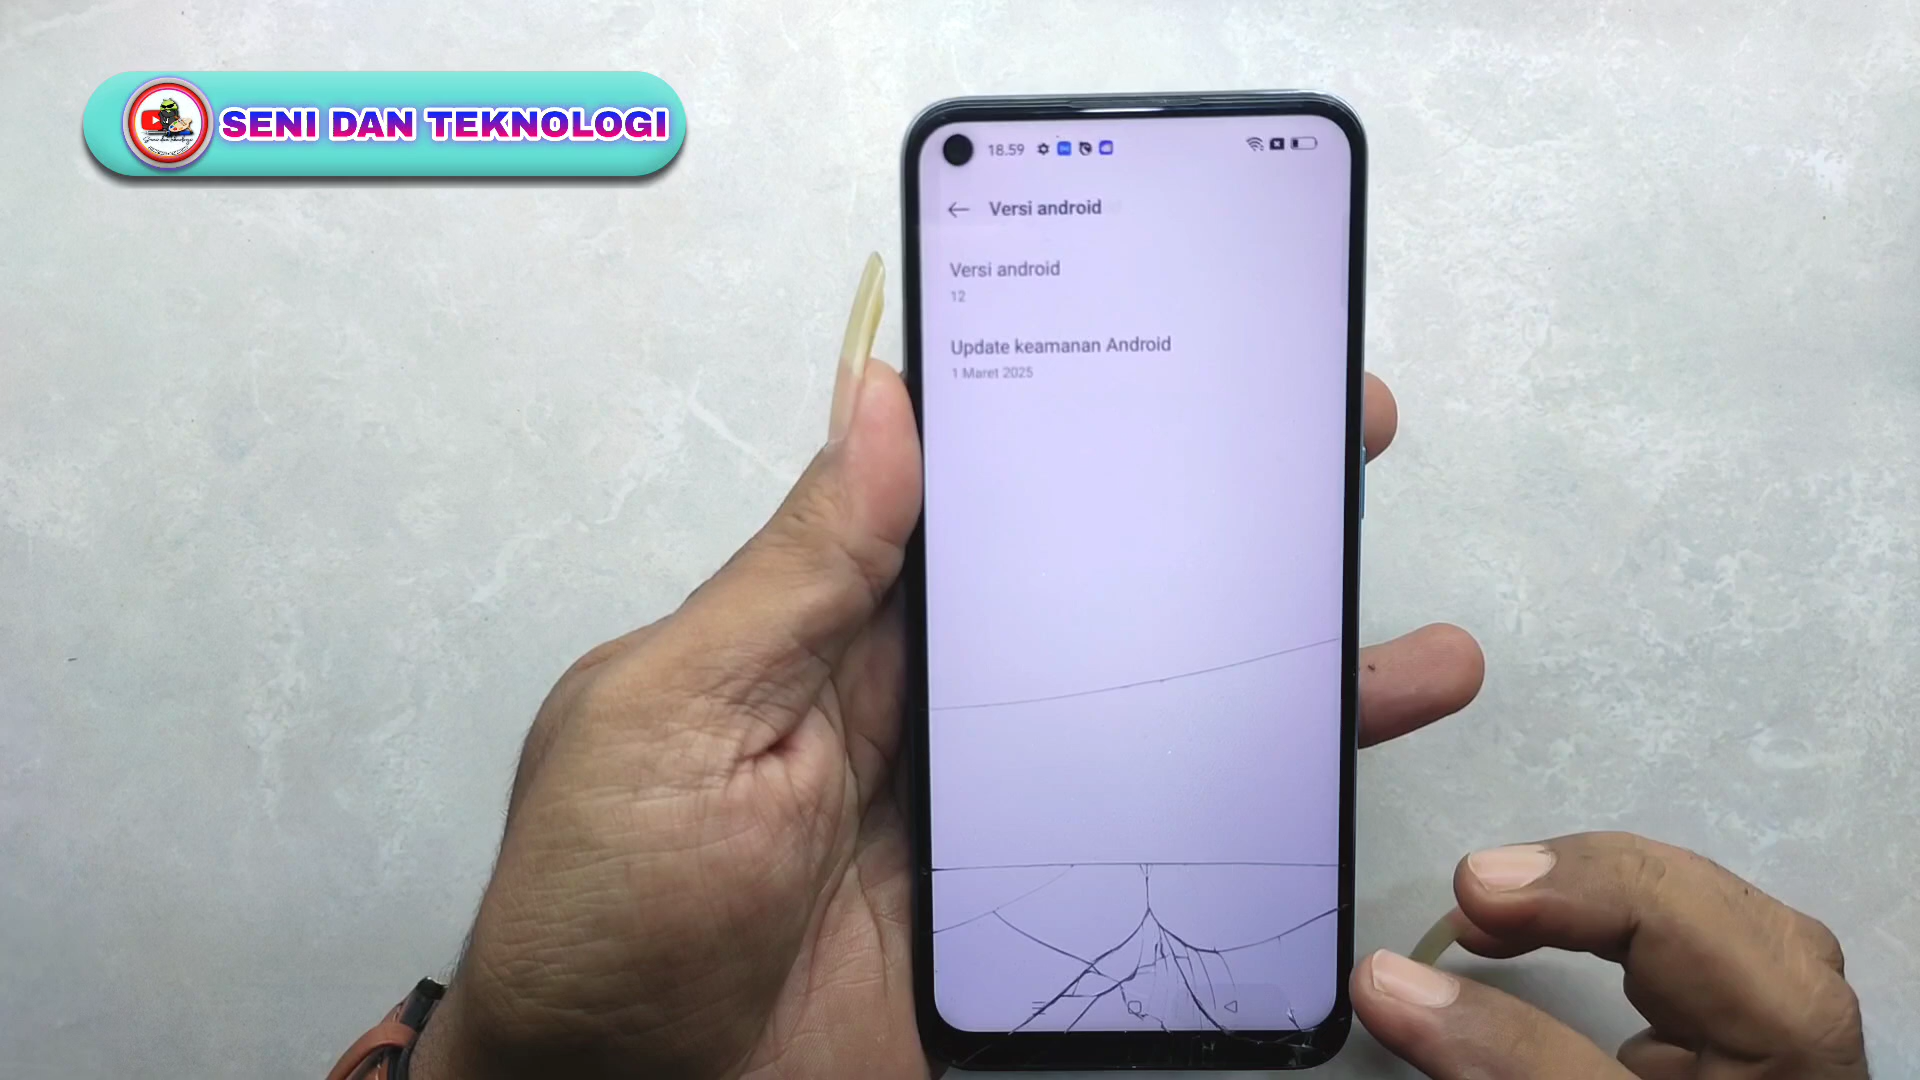 SENI DAN TEKNOLOGI
18.59
Versi android
Versi android
12
Update keamanan Android
1 Maret 2025